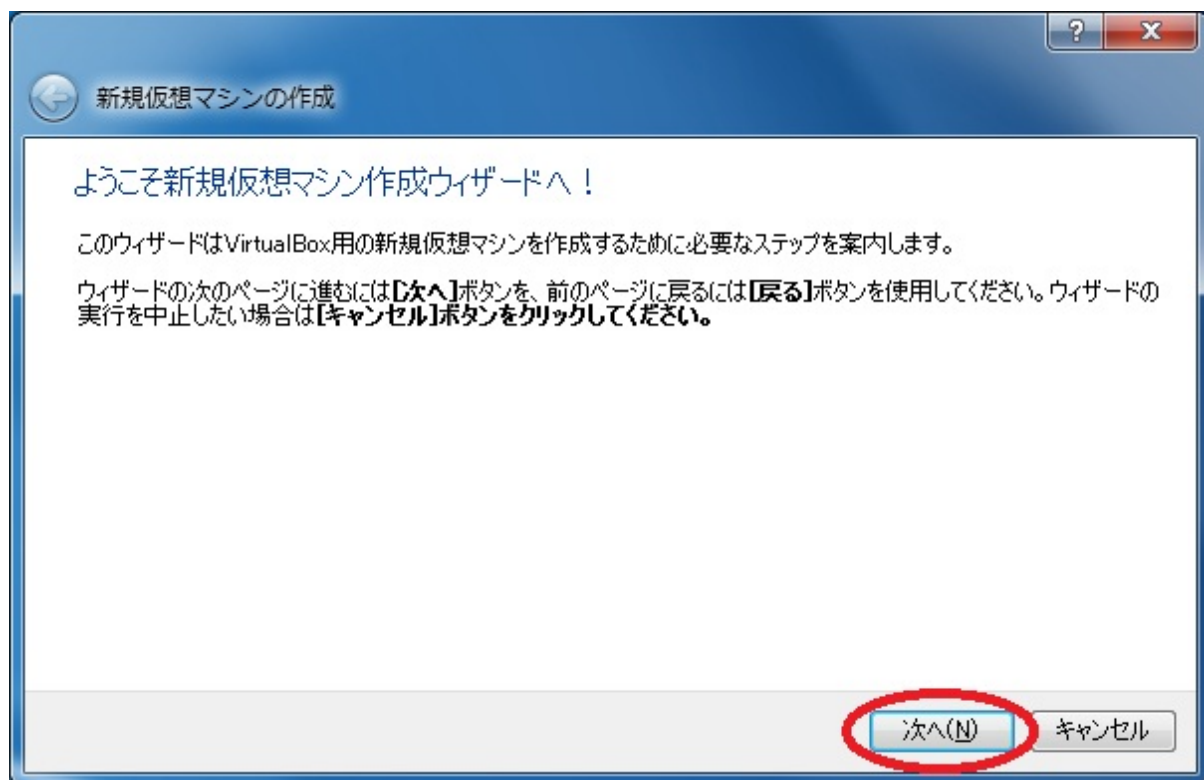 新規仮想マシンの作成
ようこそ新規仮想マシン作成ウィザードへ！
このウィザードはVirtualBox用の新規仮想マシンを作成するために必要なステップを案内します。
ウィザードの次のページに進むには[次へ]ボタンを、前のページに戻るには[戻る]ボタンを使用してください。ウィザードの
実行を中止したい場合は[キャンセル]ボタンをクリックしてください。
次へ(N)
キャンセル